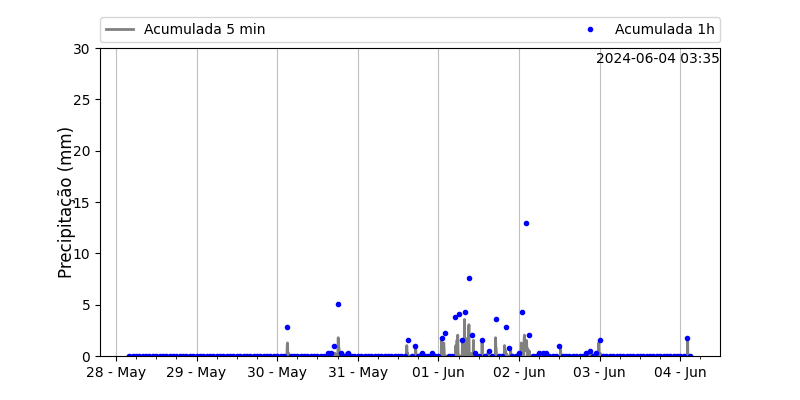 Acumulada 5 min
Acumulada 1h
2024-06-04 03:35
Precipitação (mm)
30
25
20
15
10
5
0
28 - May
29 - May
30 - May
31 - May
01 - Jun
02 - Jun
03 - Jun
04 - Jun